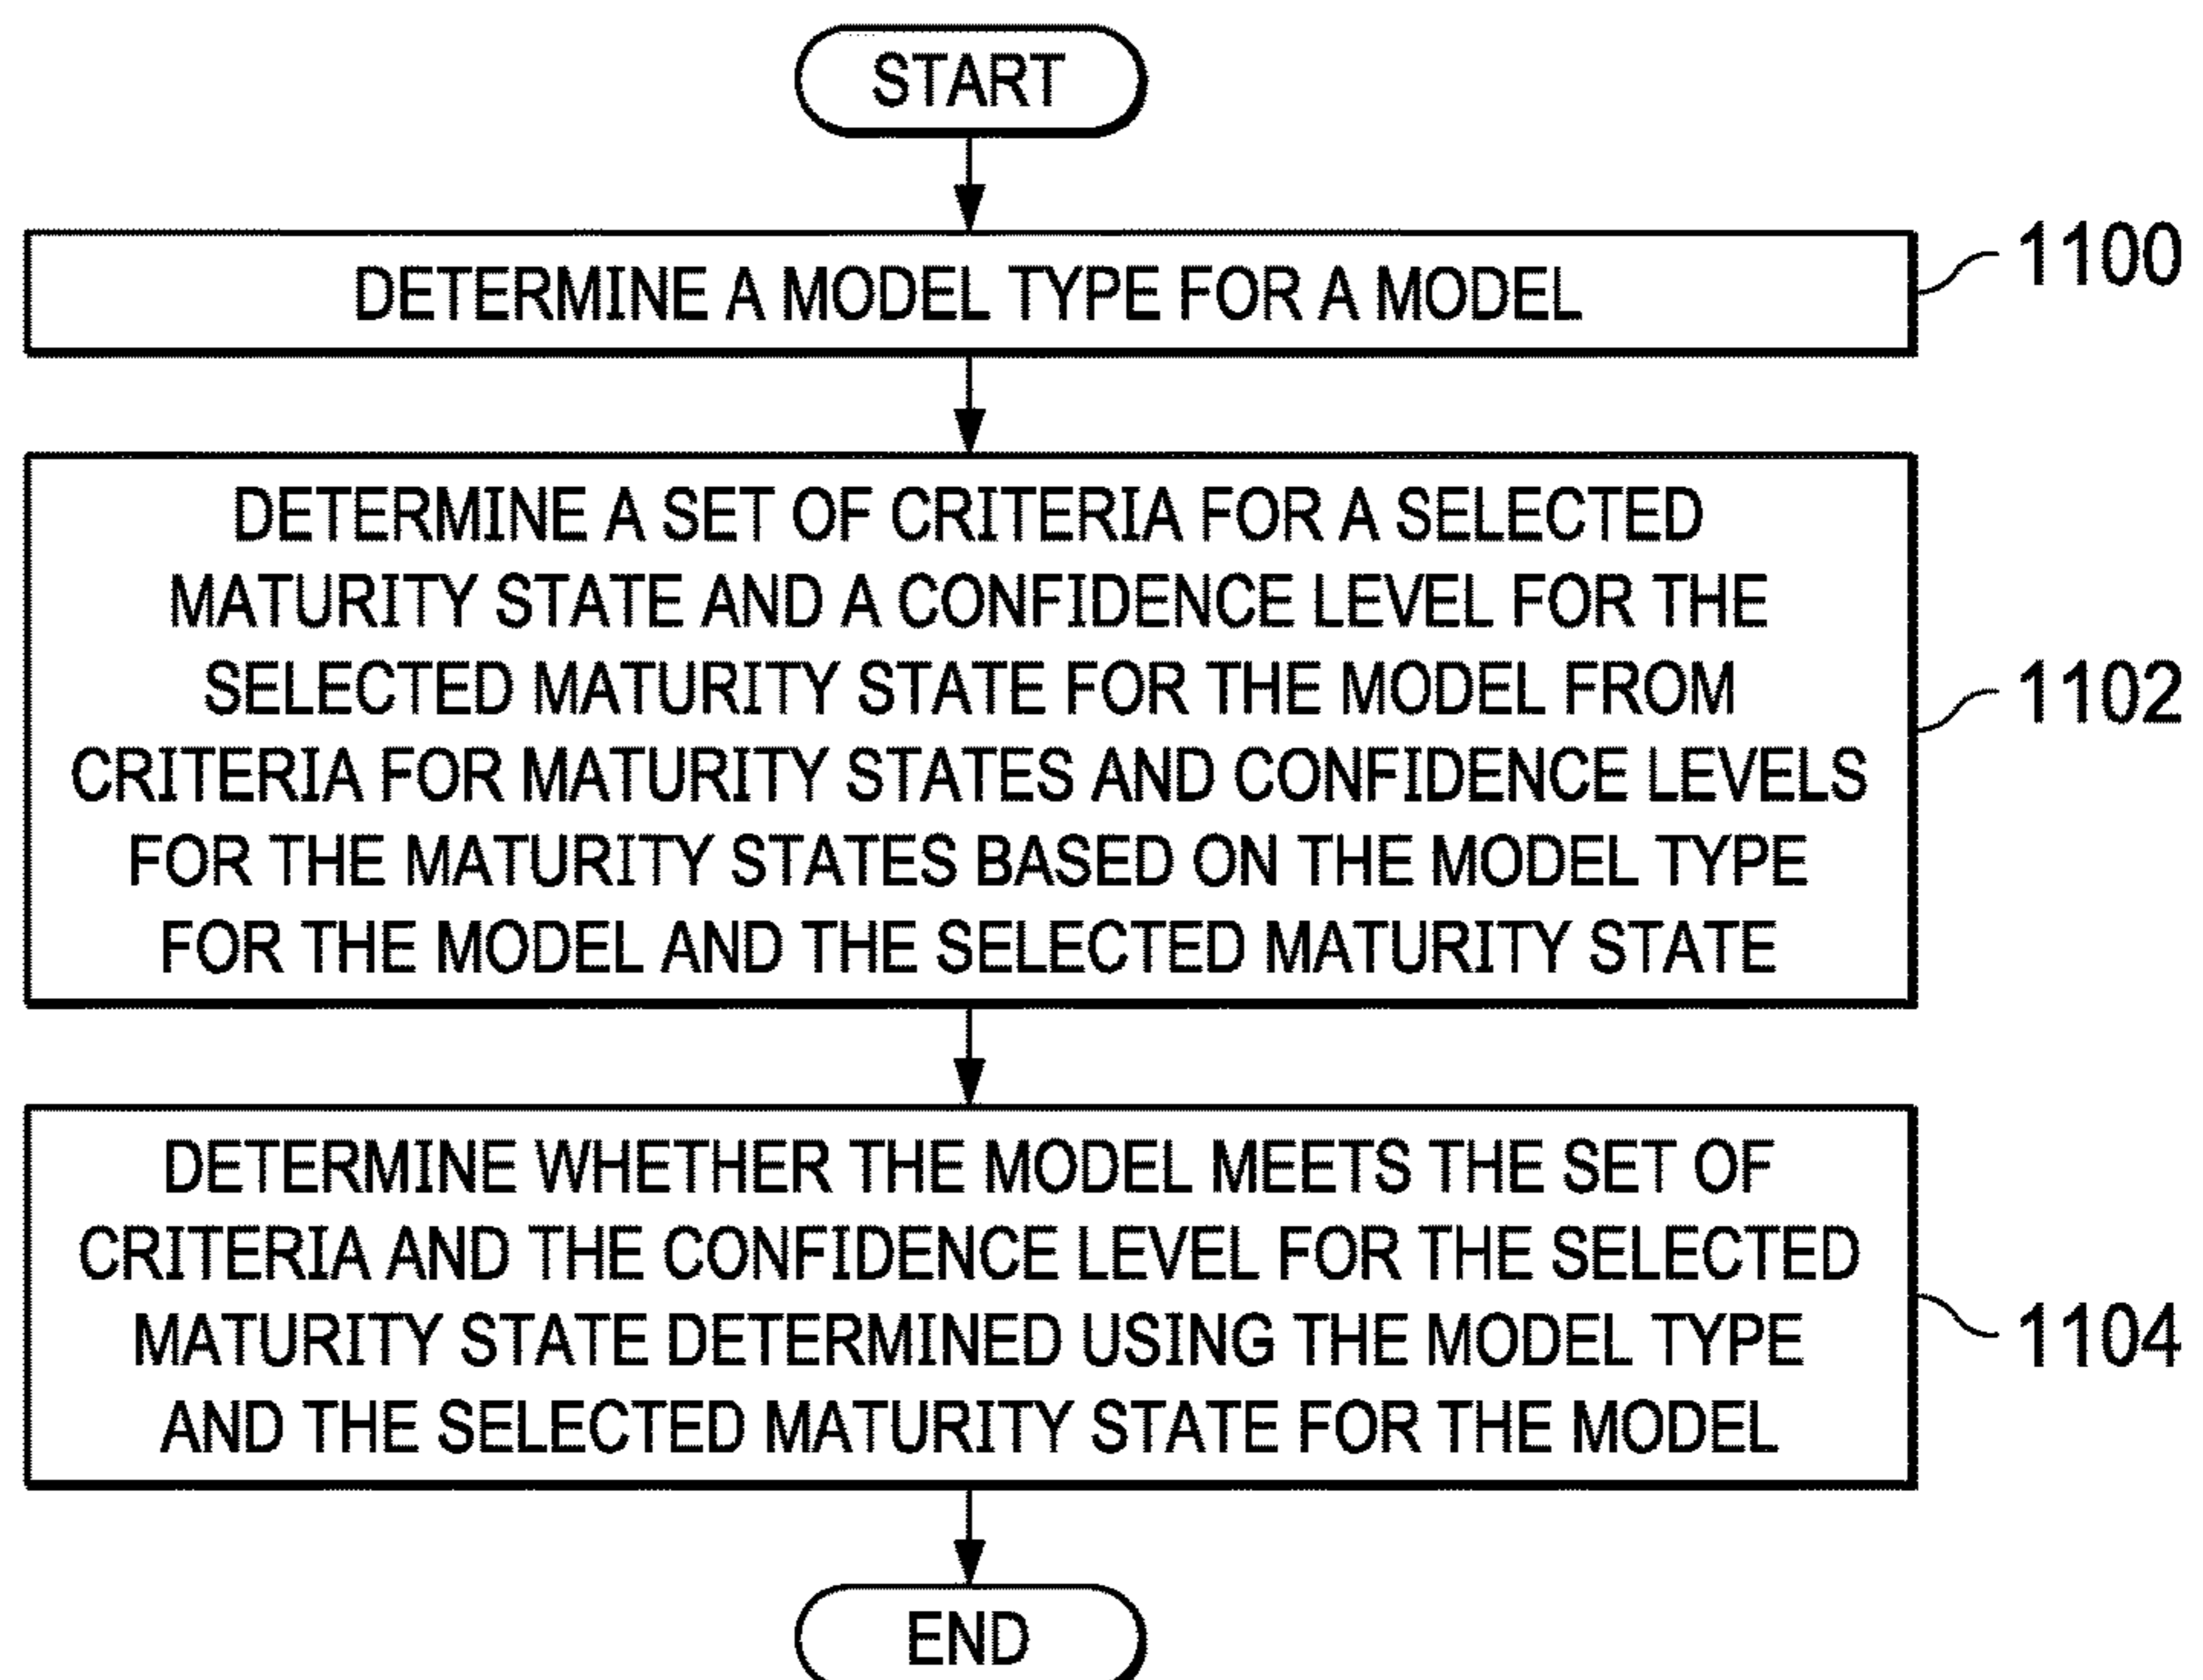 START
DETERMINE A MODEL TYPE FOR A MODEL
1100
DETERMINE A SET OF CRITERIA FOR A SELECTED
MATURITY STATE AND A CONFIDENCE LEVEL FOR THE
SELECTED MATURITY STATE FOR THE MODEL FROM
CRITERIA FOR MATURITY STATES AND CONFIDENCE LEVELS
FOR THE MATURITY STATES BASED ON THE MODEL TYPE
FOR THE MODEL AND THE SELECTED MATURITY STATE
1102
DETERMINE WHETHER THE MODEL MEETS THE SET OF
CRITERIA AND THE CONFIDENCE LEVEL FOR THE SELECTED
MATURITY STATE DETERMINED USING THE MODEL TYPE
AND THE SELECTED MATURITY STATE FOR THE MODEL
1104
END